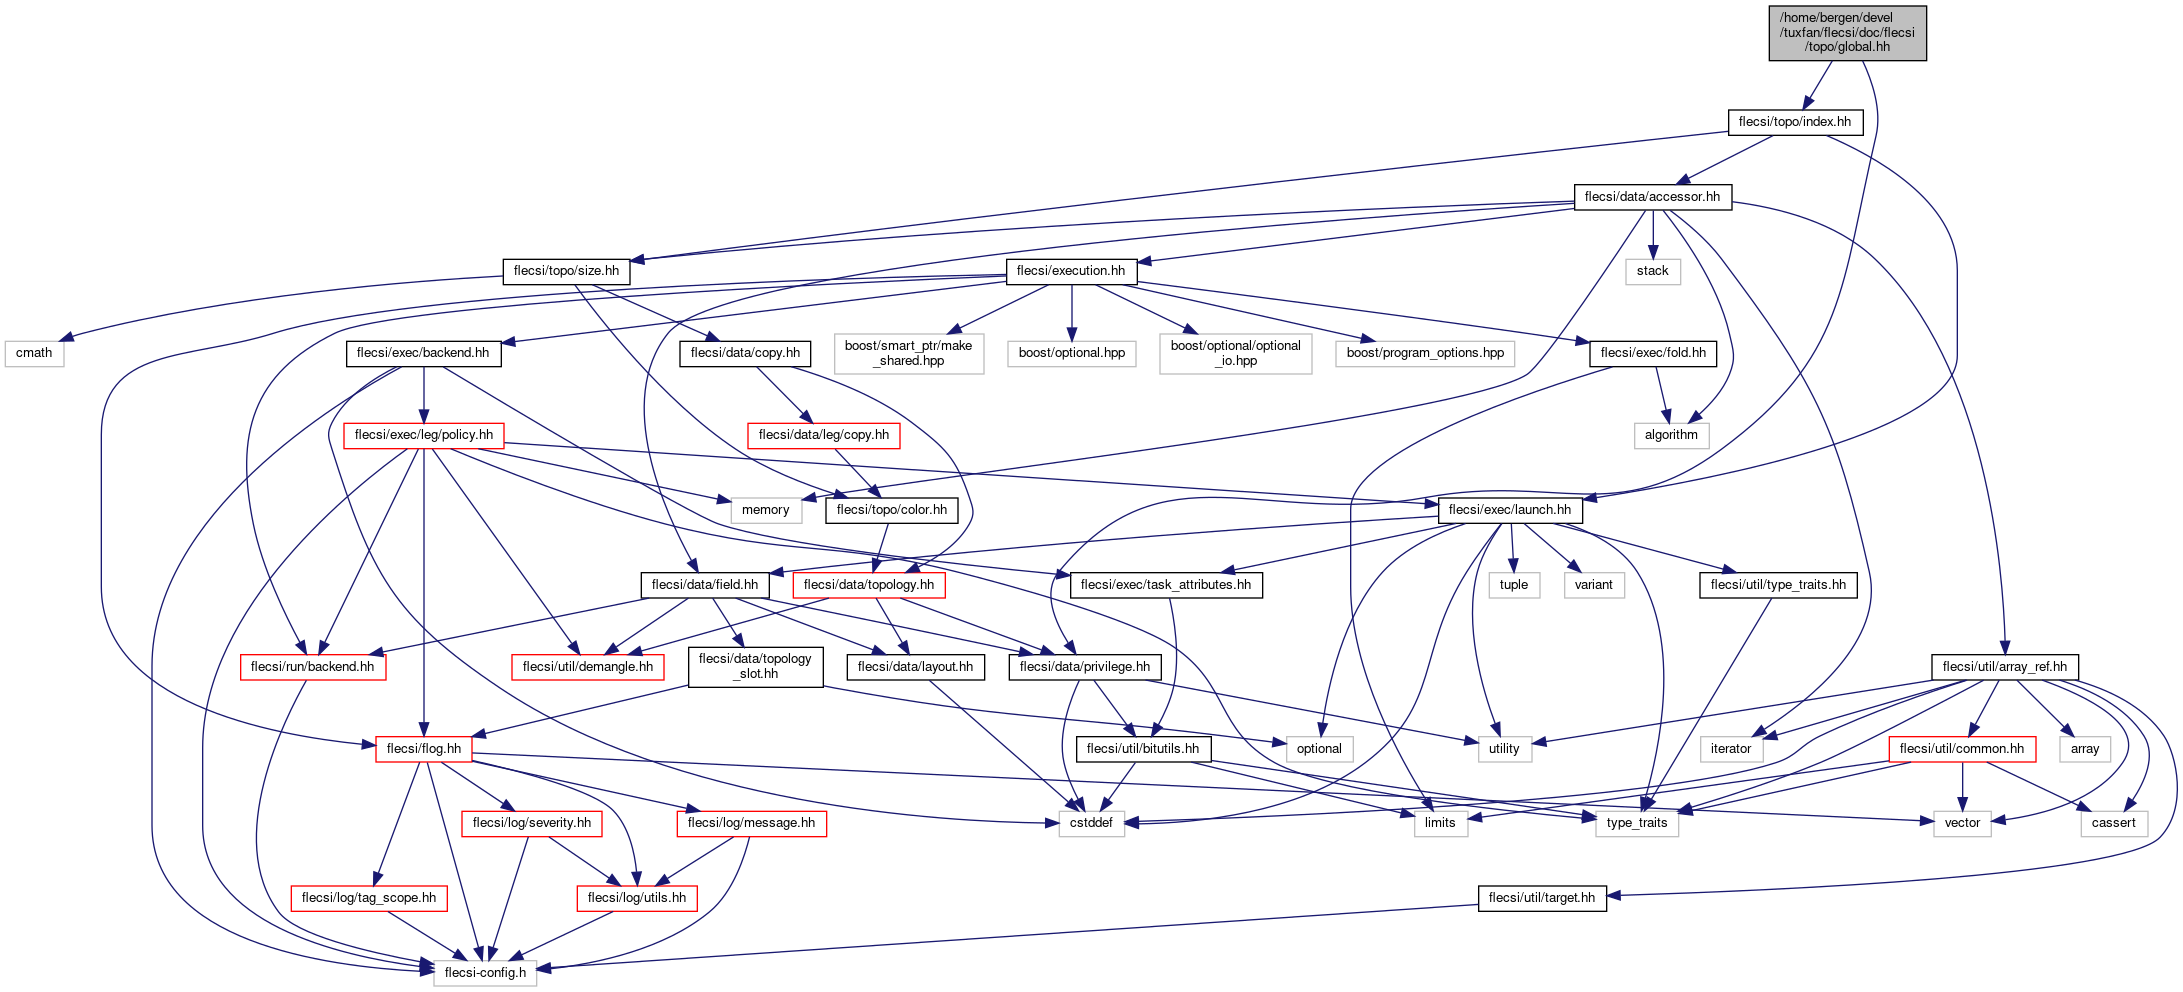 /home/bergen/devel
/tuxfan/flecsi/doc/flecsi
/topo/global.hh
flecsi/topo/index.hh
flecsi/data/accessor.hh
flecsi/topo/size.hh
flecsi/execution.hh
stack
cmath
flecsi/exec/backend.hh
flecsi/data/copy.hh
boost/smart_ptr/make
_shared.hpp
boost/optional.hpp
boost/optional/optional
_io.hpp
boost/program_options.hpp
flecsi/exec/fold.hh
flecsi/exec/leg/policy.hh
flecsi/data/leg/copy.hh
algorithm
memory
flecsi/topo/color.hh
flecsi/exec/launch.hh
flecsi/data/field.hh
flecsi/data/topology.hh
flecsi/exec/task_attributes.hh
tuple
variant
flecsi/util/type_traits.hh
flecsi/run/backend.hh
flecsi/util/demangle.hh
flecsi/data/topology
_slot.hh
flecsi/data/layout.hh
flecsi/data/privilege.hh
flecsi/util/array_ref.hh
flecsi/flog.hh
flecsi/util/bitutils.hh
optional
utility
iterator
flecsi/util/common.hh
array
flecsi/log/severity.hh
flecsi/log/message.hh
cstddef
limits
type_traits
vector
cassert
flecsi/log/tag_scope.hh
flecsi/log/utils.hh
flecsi/util/target.hh
flecsi-config.h